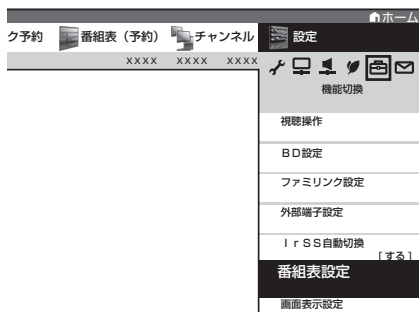 ホーム
ク予約 番組表（予約） チャンネル 設定
xxxx xxxx xxxx
機能切換
視聴操作
ＢＤ設定
ファミリンク設定
外部端子設定
ＩｒＳＳ自動切換
[する]
番組表設定
画面表示設定